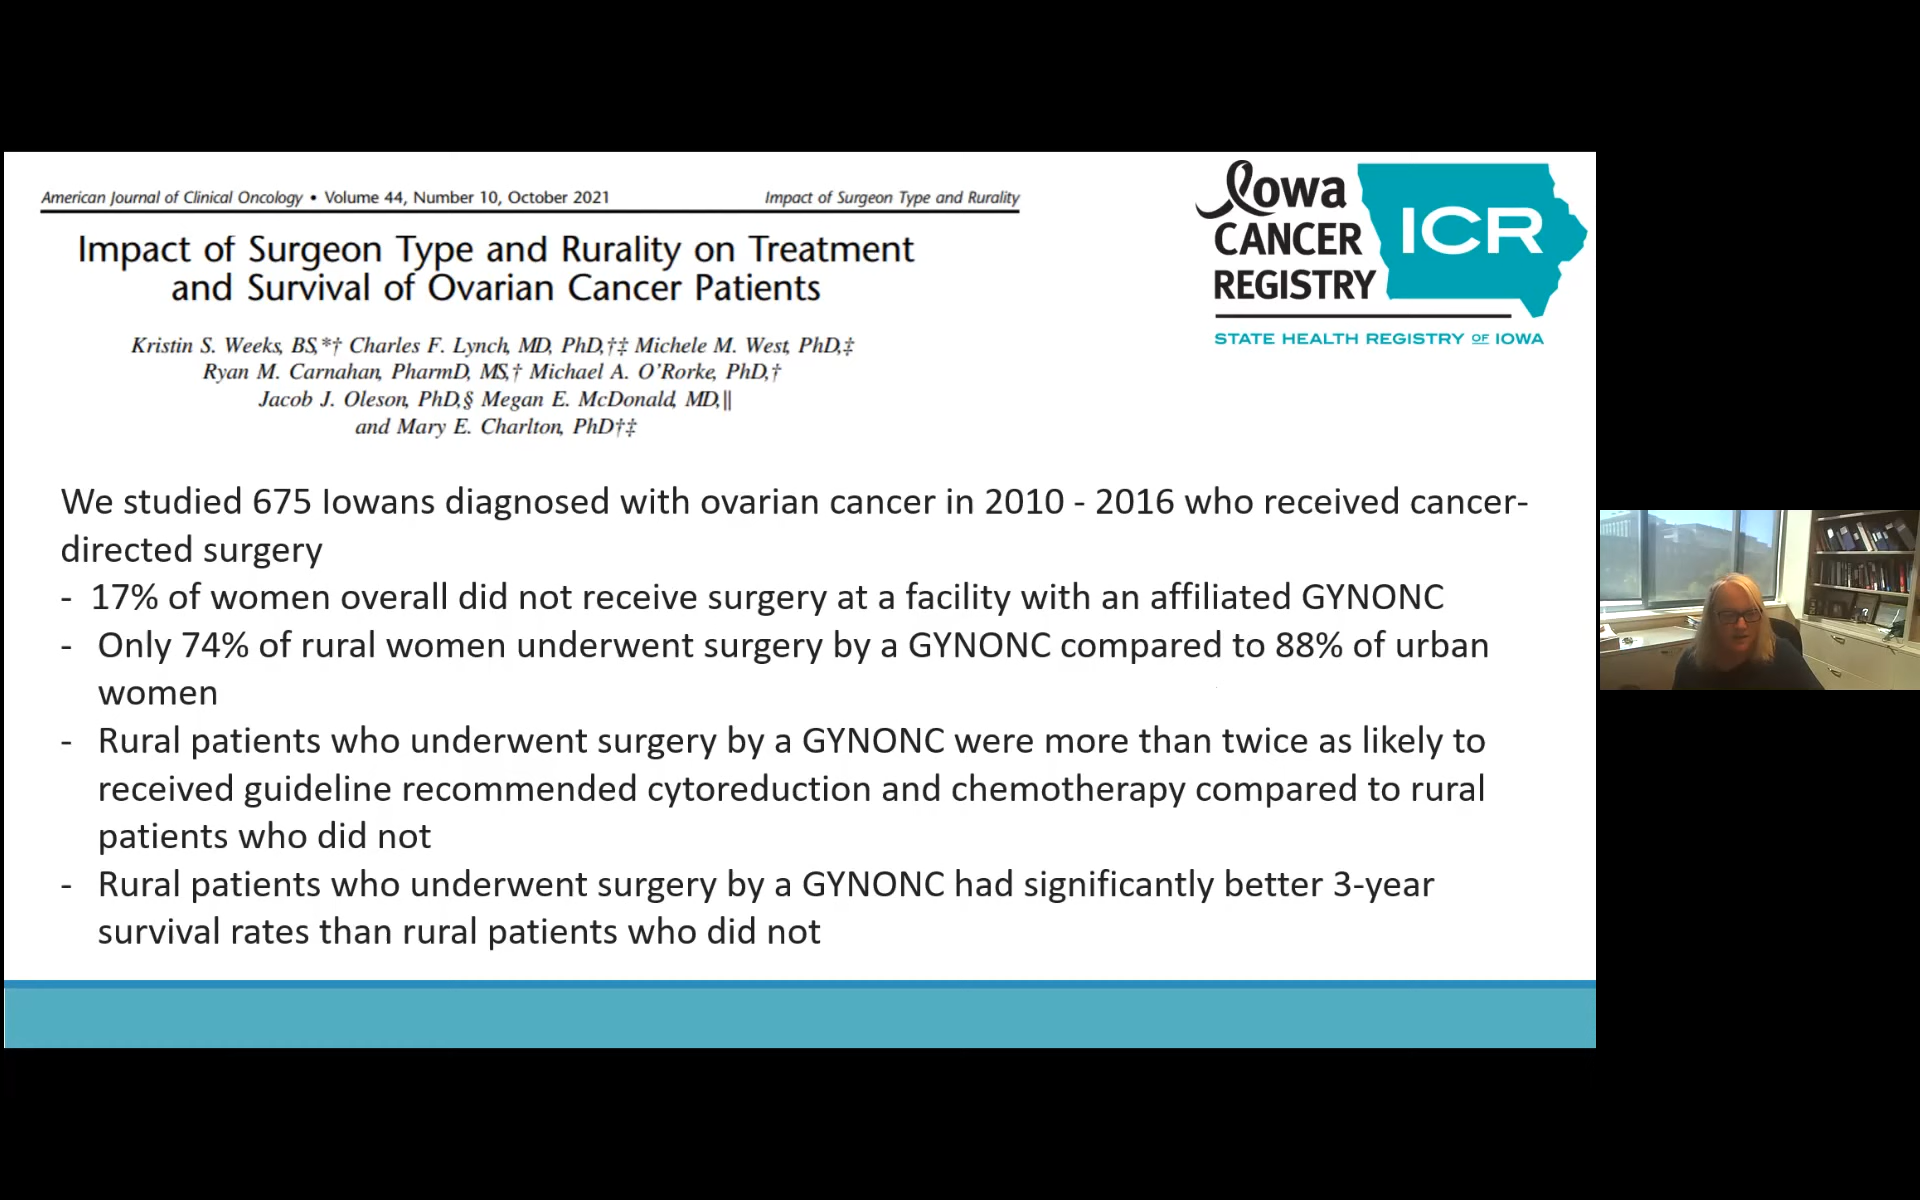 American Journal of Clinical Oncology • Volume 44, Number 10, October 2021 Impact of Surgeon Type and Rurality
Impact of Surgeon Type and Rurality on Treatment
and Survival of Ovarian Cancer Patients
Kristin S. Weeks, BS,*† Charles F. Lynch, MD, PhD,†‡ Michele M. West, PhD,‡
Ryan M. Carnahan, PharmD, MS,† Michael A. O'Rorke, PhD,†
Jacob J. Oleson, PhD,§ Megan E. McDonald, MD,‖
and Mary E. Charlton, PhD†‡
Iowa
CANCER
REGISTRY
ICR
STATE HEALTH REGISTRY OF IOWA
We studied 675 Iowans diagnosed with ovarian cancer in 2010 - 2016 who received cancer-
directed surgery
- 17% of women overall did not receive surgery at a facility with an affiliated GYNONC
- Only 74% of rural women underwent surgery by a GYNONC compared to 88% of urban
women
- Rural patients who underwent surgery by a GYNONC were more than twice as likely to
received guideline recommended cytoreduction and chemotherapy compared to rural
patients who did not
- Rural patients who underwent surgery by a GYNONC had significantly better 3-year
survival rates than rural patients who did not